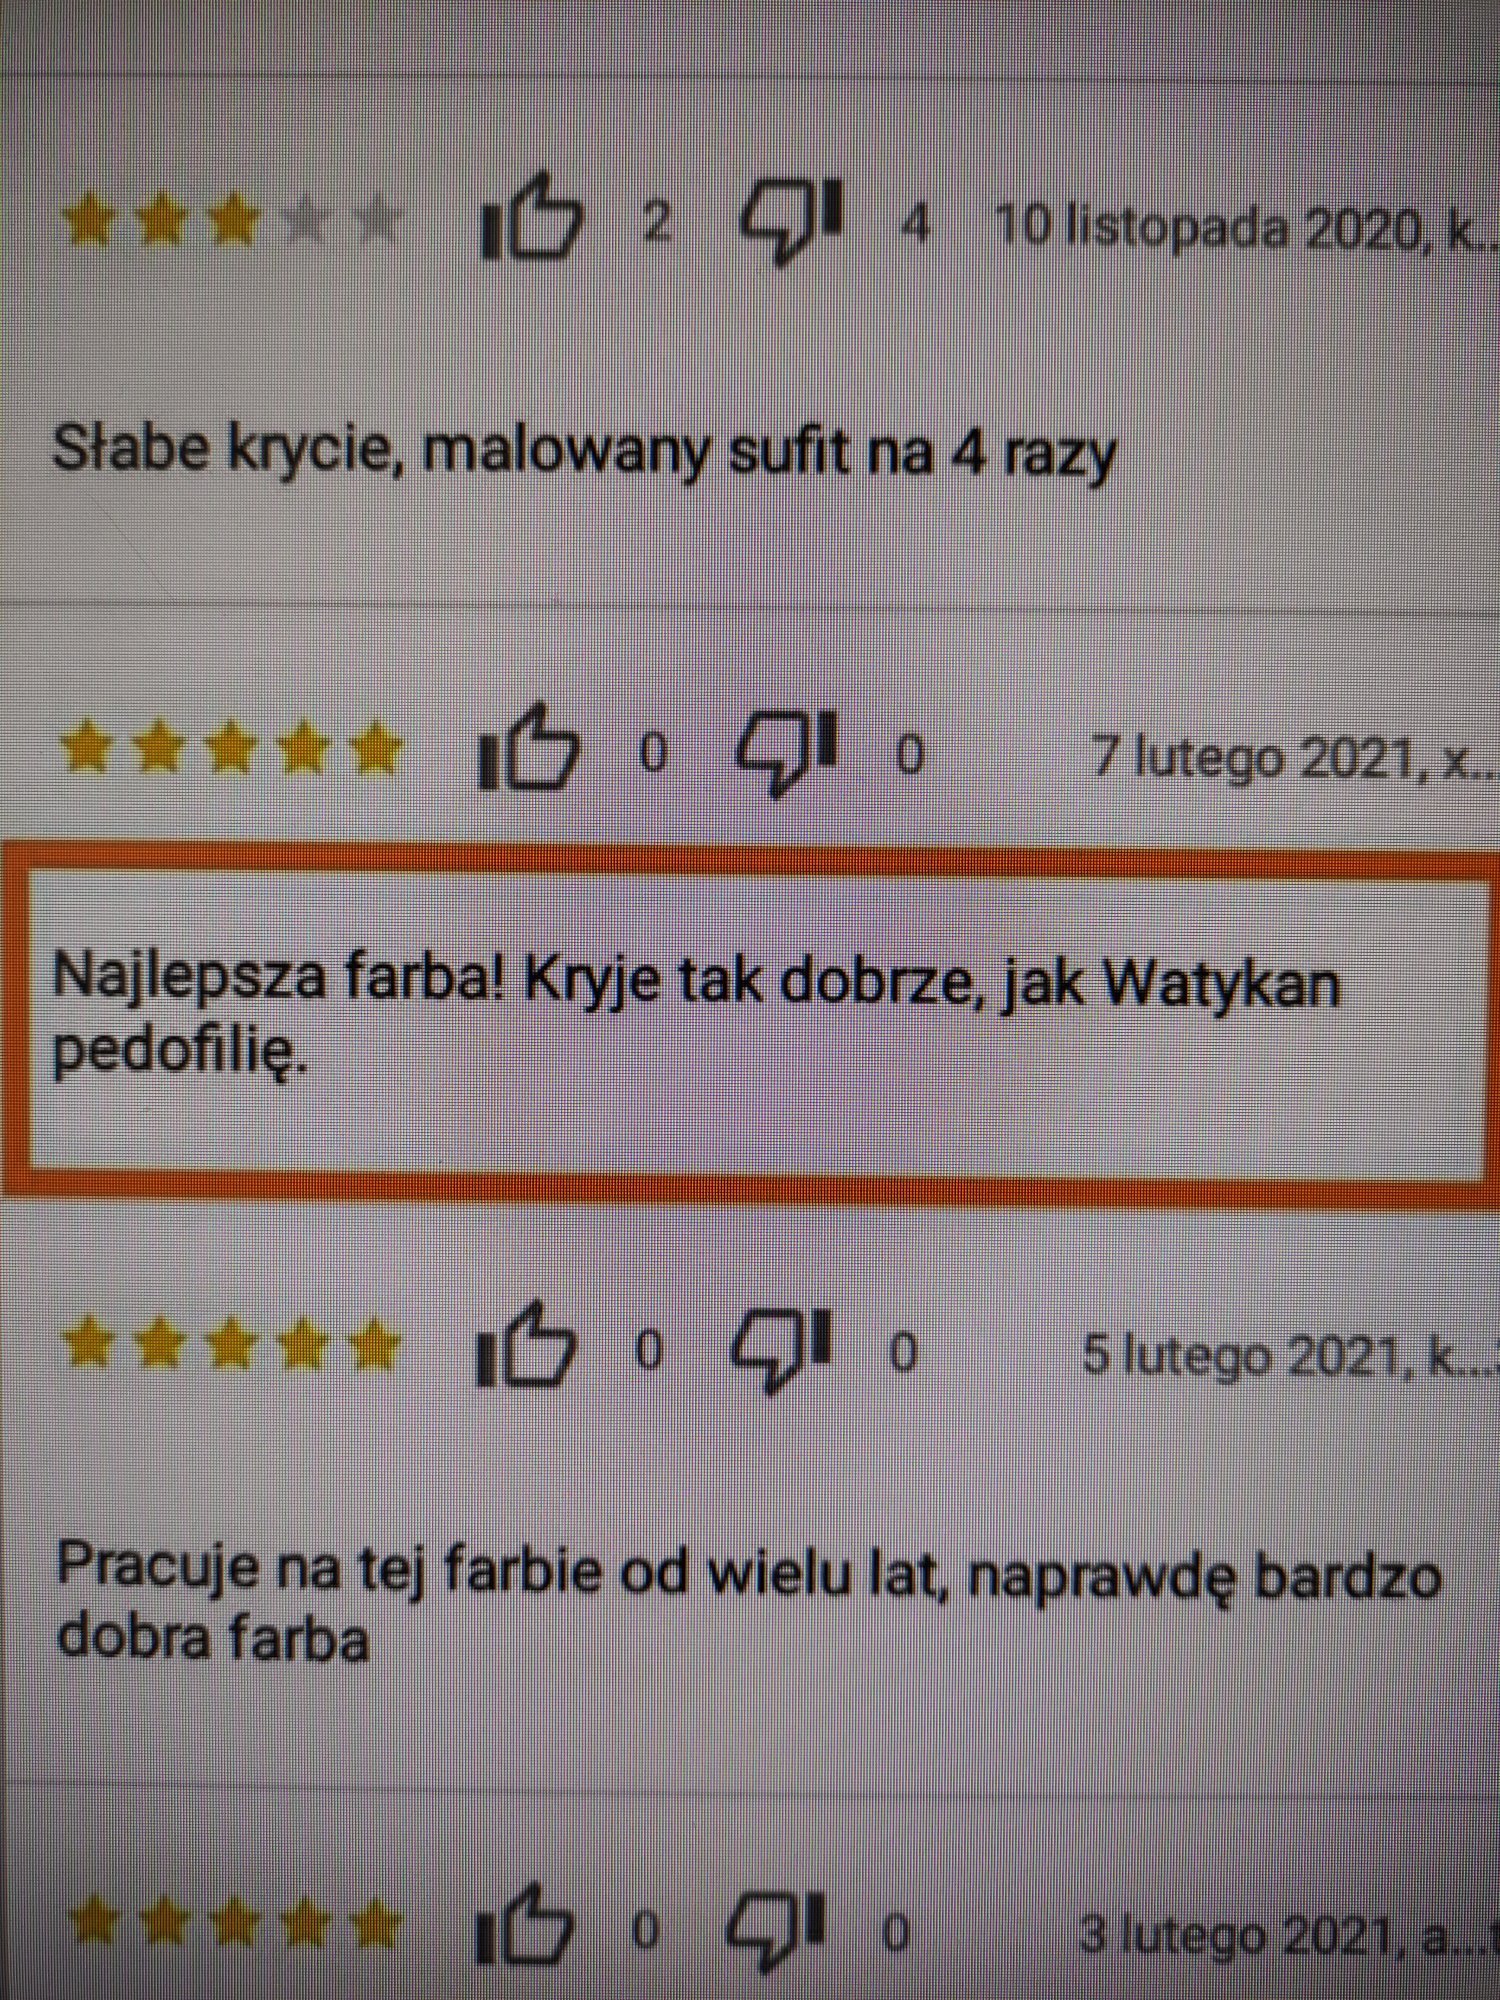 2 4 10 listopada 2020, k...
Słabe krycie, malowany sufit na 4 razy
0 0 7 lutego 2021, x...
Najlepsza farba! Kryje tak dobrze, jak Watykan
pedofilię.
0 0 5 lutego 2021, k...
Pracuje na tej farbie od wielu lat, naprawdę bardzo
dobra farba
0 0 3 lutego 2021, a...